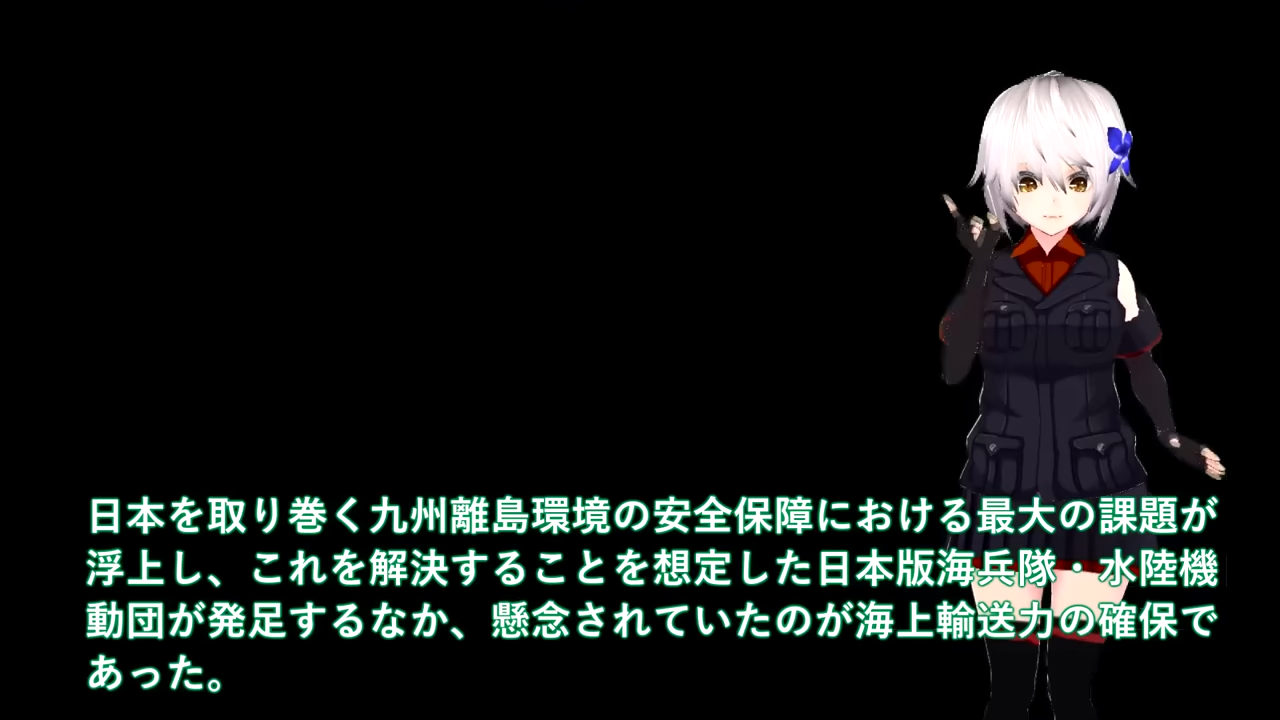 日本を取り巻く九州離島環境の安全保障における最大の課題が
浮上し、これを解決することを想定した日本版海兵隊・水陸機
動団が発足するなか、懸念されていたのが海上輸送力の確保で
あった。